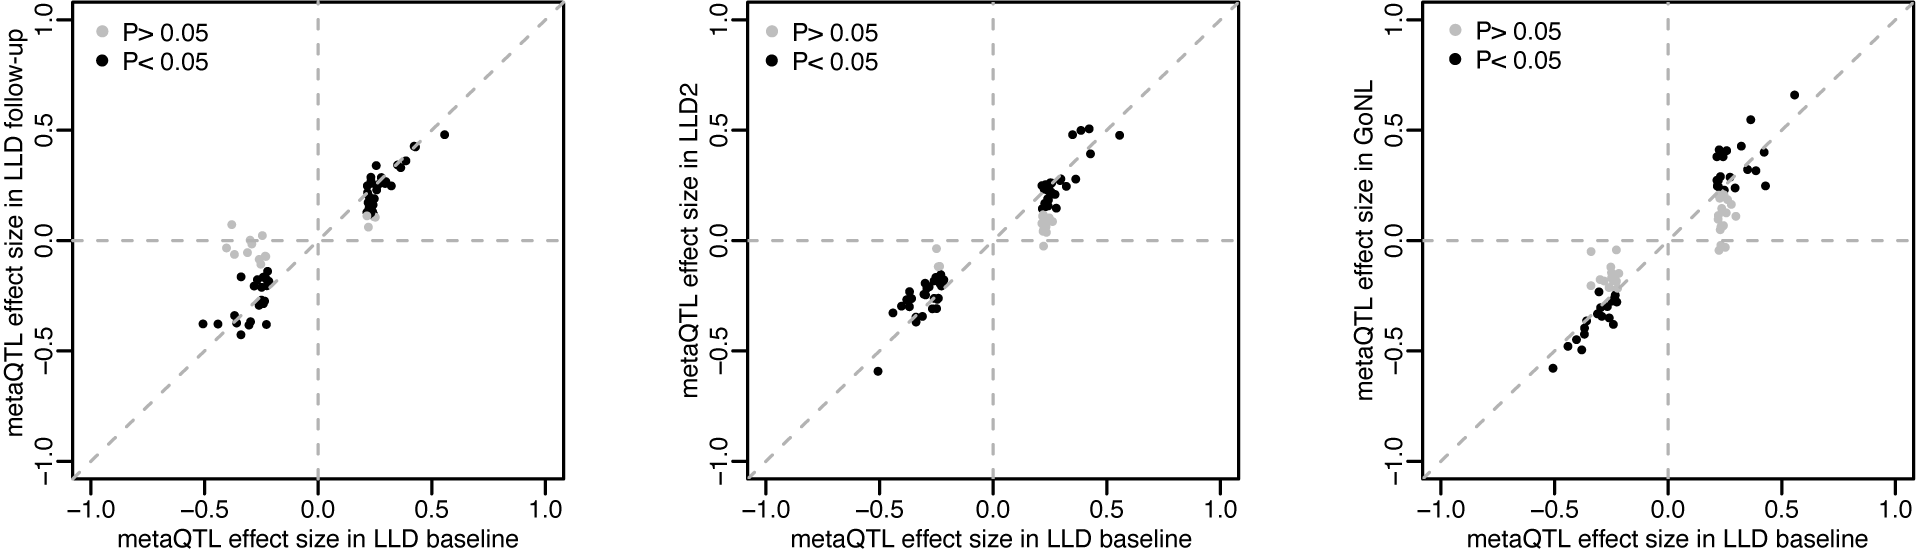 metaQTL effect size in LLD follow-up
1.0
0.5
0.0
−0.5
−1.0
P> 0.05
P< 0.05
−1.0 −0.5 0.0 0.5 1.0
metaQTL effect size in LLD baseline
metaQTL effect size in LLD2
1.0
0.5
0.0
−0.5
−1.0
P> 0.05
P< 0.05
−1.0 −0.5 0.0 0.5 1.0
metaQTL effect size in LLD baseline
metaQTL effect size in GoNL
1.0
0.5
0.0
−0.5
−1.0
P> 0.05
P< 0.05
−1.0 −0.5 0.0 0.5 1.0
metaQTL effect size in LLD baseline